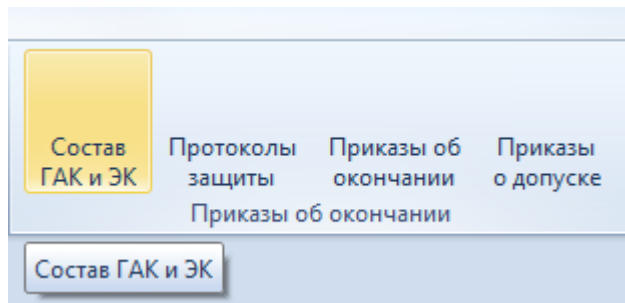 Состав ГАК и ЭК
Протоколы защиты
Приказы об окончании
Приказы о допуске
Приказы об окончании
Состав ГАК и ЭК